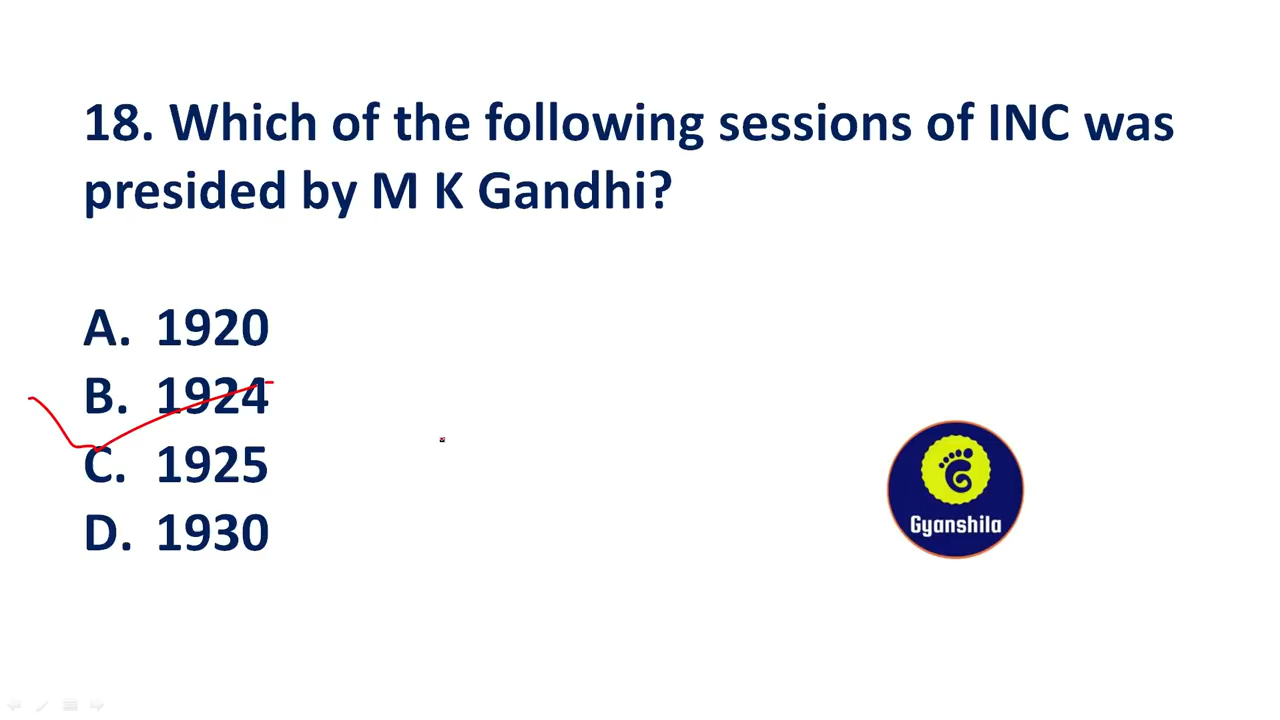 18. Which of the following sessions of INC was
presided by M K Gandhi?
A. 1920
B. 1924
C. 1925
D. 1930
Gyanshila